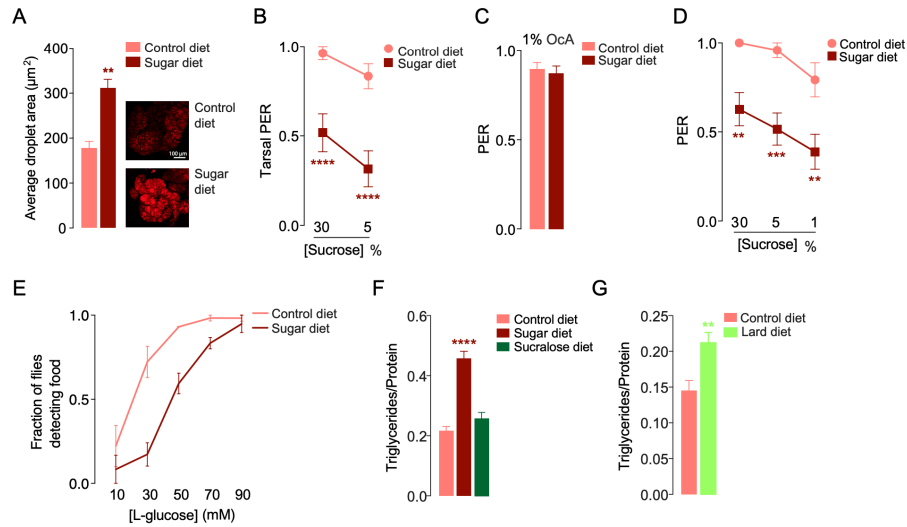 A
Average droplet area (µm²)
400
300
200
100
0
**
Control diet
Sugar diet
Control
diet
100 µm
Sugar
diet
B
Tarsal PER
1.0
0.5
0.0
Control diet
Sugar diet
****
****
30 5
[Sucrose] %
C
1% OcA
Control diet
Sugar diet
PER
1.0
0.5
0.0
D
Control diet
Sugar diet
PER
1.0
0.5
0.0
**
***
**
30 5 1
[Sucrose] %
E
Control diet
Sugar diet
Fraction of flies
detecting food
1.0
0.5
0.0
10 30 50 70 90
[L-glucose] (mM)
F
Control diet
Sugar diet
Sucralose diet
****
Triglycerides/Protein
0.6
0.4
0.2
0.0
G
Control diet
Lard diet
**
Triglycerides/Protein
0.25
0.20
0.15
0.10
0.05
0.00